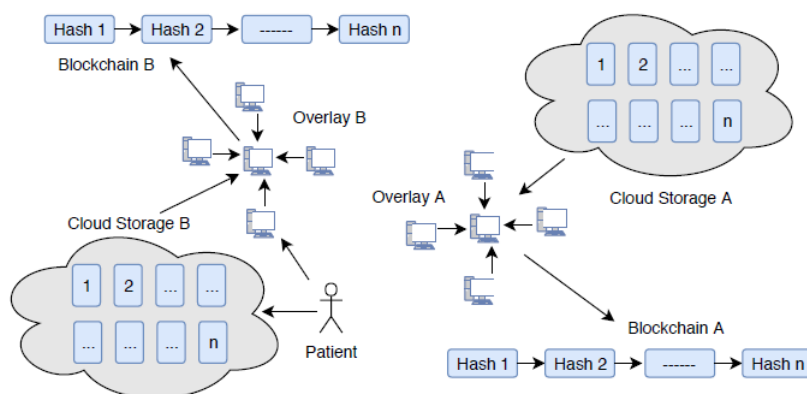 Hash 1 Hash 2 ------ Hash n
Blockchain B
Overlay B
1 2 ... ...
... ... ... n
Cloud Storage A
Overlay A
Cloud Storage B
1 2 ... ...
... ... ... n
Patient
Blockchain A
Hash 1 Hash 2 ------ Hash n